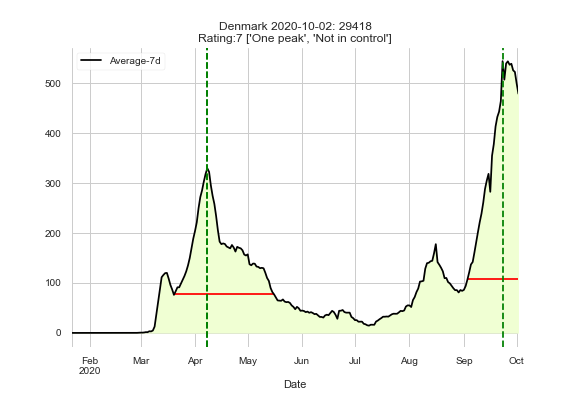 Denmark 2020-10-02: 29418
Rating:7 ['One peak', 'Not in control']
Average-7d
500
400
300
200
100
0
Feb Mar Apr May Jun Jul Aug Sep Oct
2020
Date